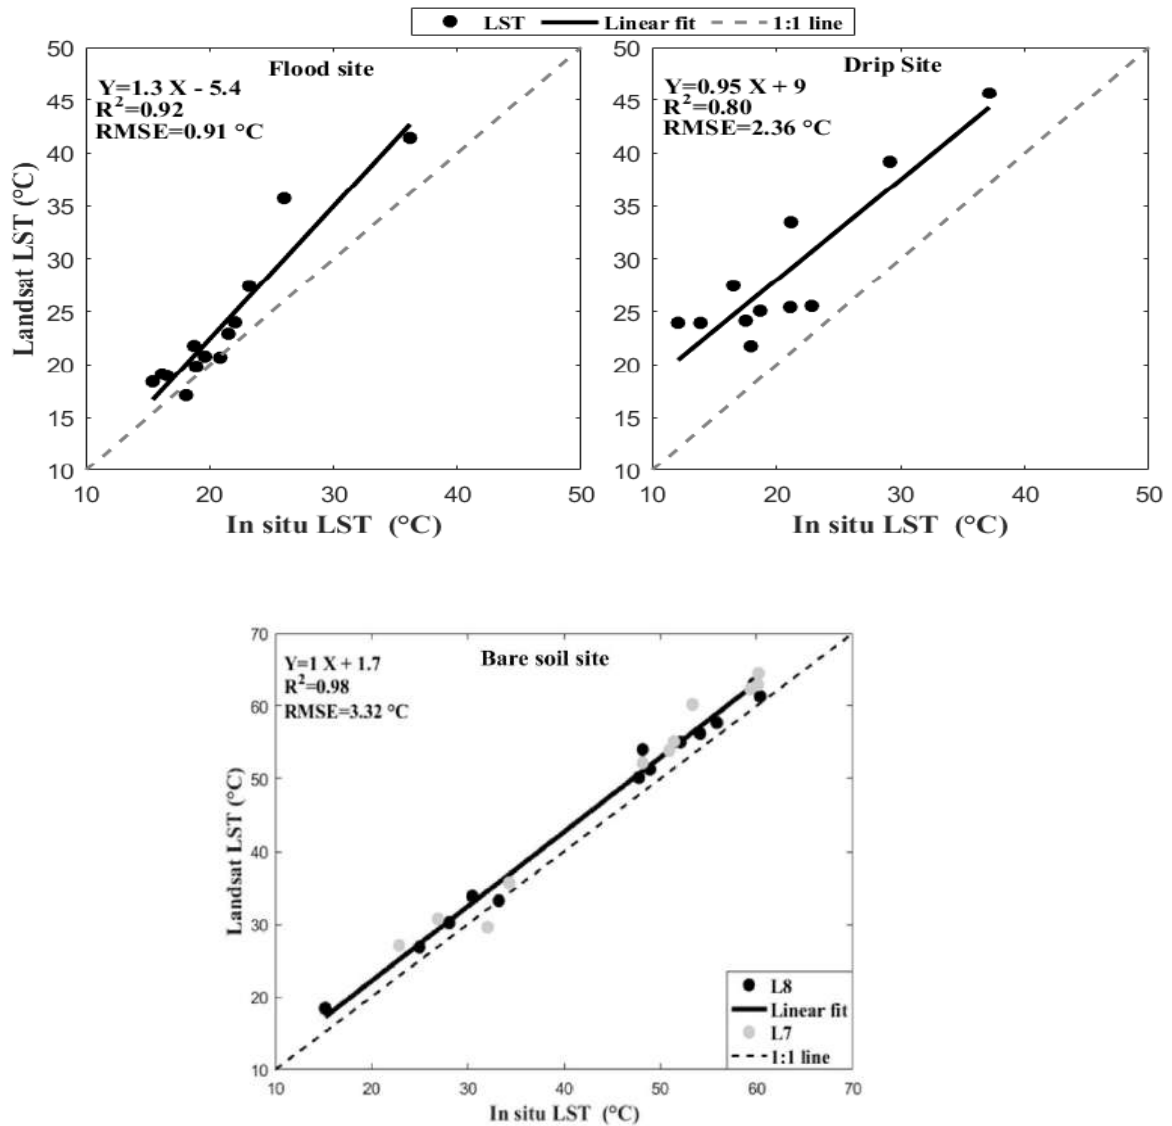 LST Linear fit 1:1 line
Flood site
Y=1.3 X - 5.4
R²=0.92
RMSE=0.91 °C
50
45
40
35
30
25
20
15
10
10 20 30 40 50
Landsat LST (°C)
In situ LST (°C)
Drip Site
Y=0.95 X + 9
R²=0.80
RMSE=2.36 °C
50
45
40
35
30
25
20
15
10
10 20 30 40 50
In situ LST (°C)
Bare soil site
Y=1 X + 1.7
R²=0.98
RMSE=3.32 °C
70
60
50
40
30
20
10
10 20 30 40 50 60 70
Landsat LST (°C)
In situ LST (°C)
L8
Linear fit
L7
1:1 line